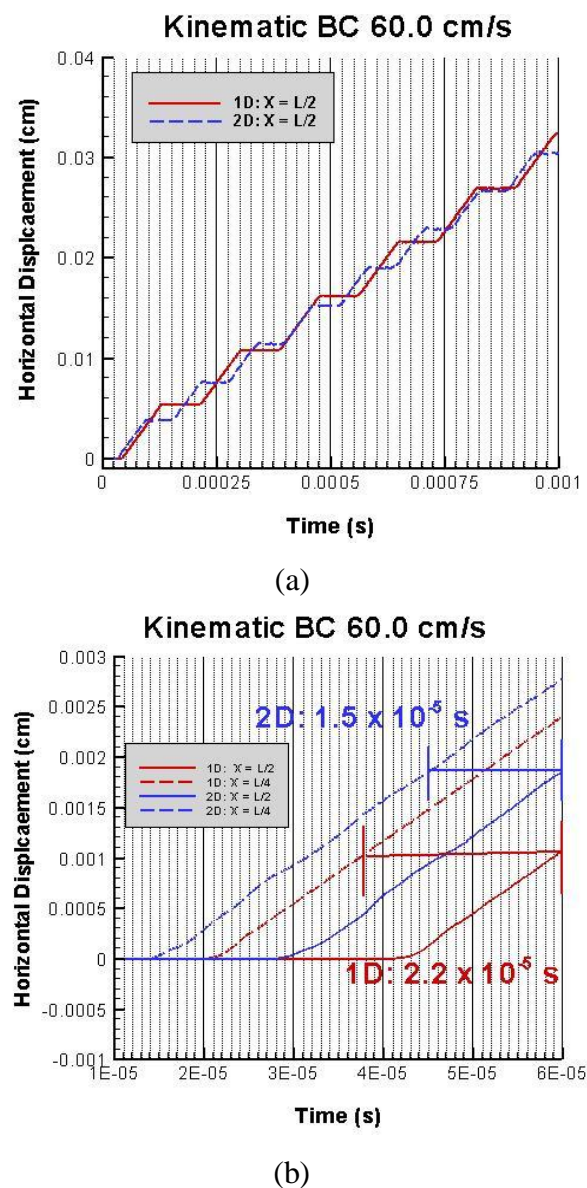 Kinematic BC 60.0 cm/s
0.04
0.03
0.02
0.01
0
Horizontal Displcaement (cm)
1D: X = L/2
2D: X = L/2
0
0.00025
0.0005
0.00075
0.001
Time (s)
(a)
Kinematic BC 60.0 cm/s
0.003
0.0025
0.002
0.0015
0.001
0.0005
0
-0.0005
-0.001
Horizontal Displcaement (cm)
2D: 1.5 x 10⁻⁵ s
1D: X = L/2
1D: X = L/4
2D: X = L/2
2D: X = L/4
1D: 2.2 x 10⁻⁵ s
1E-05
2E-05
3E-05
4E-05
5E-05
6E-05
Time (s)
(b)